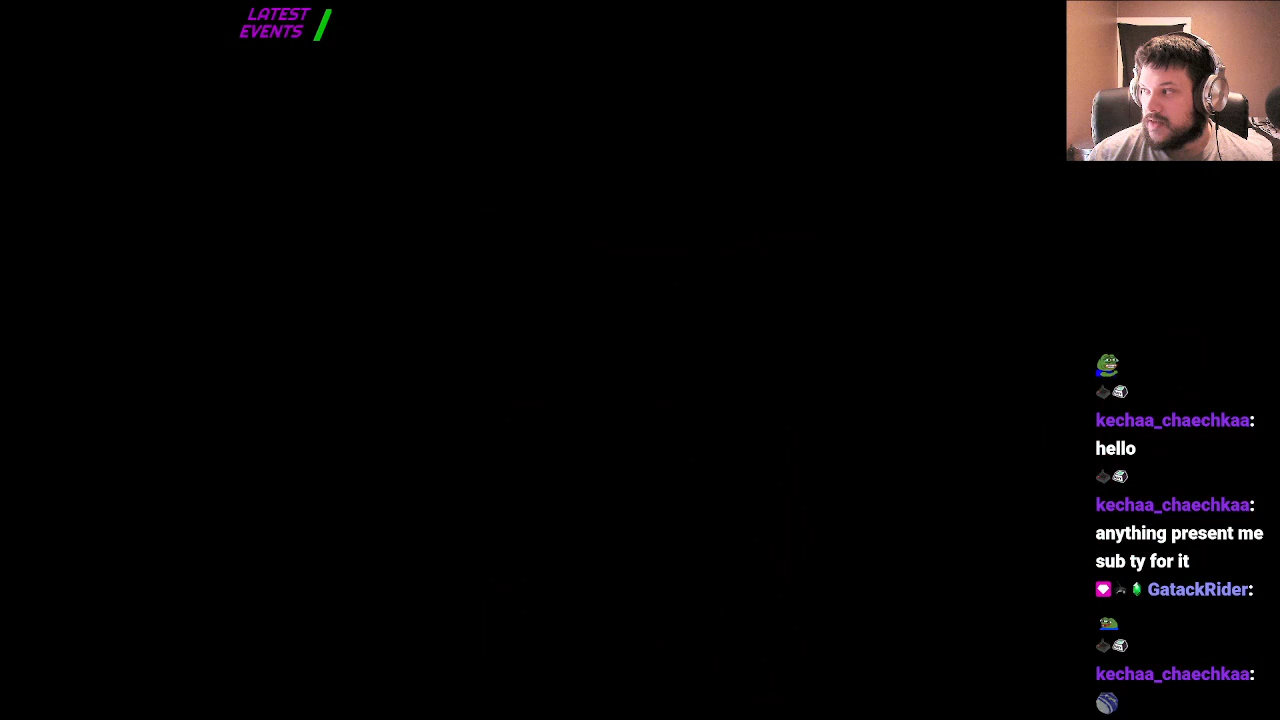 LATEST
EVENTS
kechaa_chaechkaa:
hello
kechaa_chaechkaa:
anything present me
sub ty for it
GatackRider:
kechaa_chaechkaa: